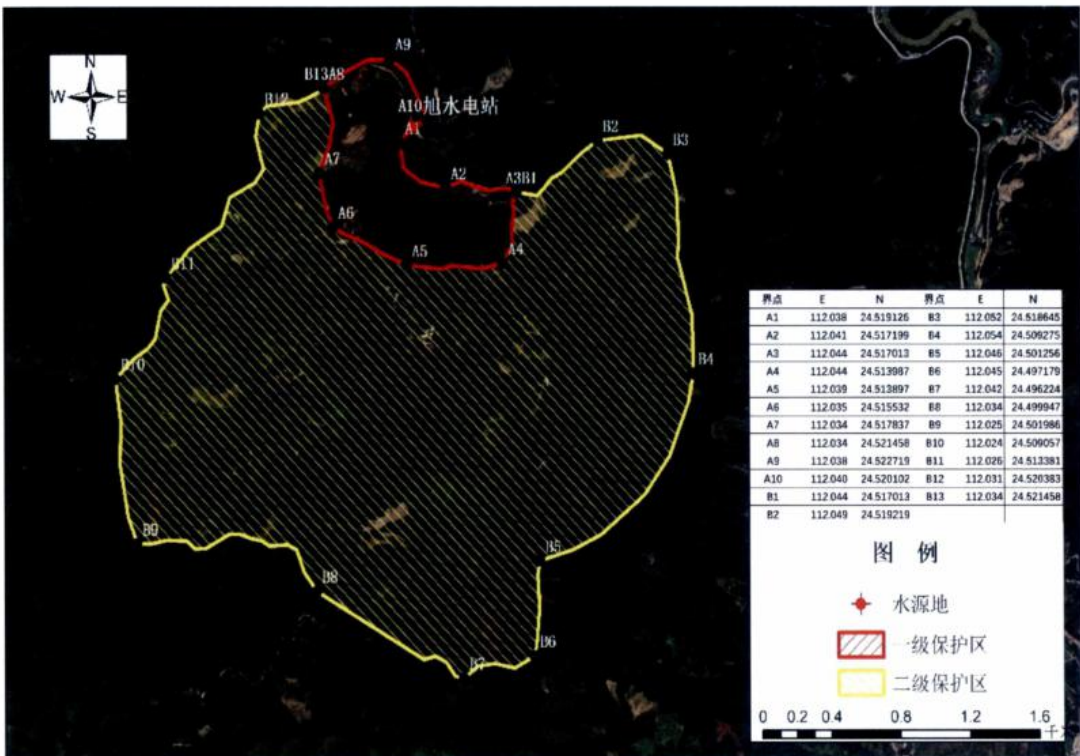 N
W E
S
A9
B13A8
B12
A10旭水电站
A1
B2
B3
A7
A2
A3B1
A6
A5
A4
B11
B10
B4
B9
B5
B8
B6
B7
界点 E N 界点 E N
A1 112.038 24.519126 B3 112.052 24.518645
A2 112.041 24.517199 B4 112.054 24.509275
A3 112.044 24.517013 B5 112.046 24.501256
A4 112.044 24.513987 B6 112.045 24.497179
A5 112.039 24.513897 B7 112.042 24.496224
A6 112.035 24.515532 B8 112.034 24.499947
A7 112.034 24.517837 B9 112.025 24.501986
A8 112.034 24.521458 B10 112.024 24.509057
A9 112.038 24.522719 B11 112.026 24.513381
A10 112.040 24.520102 B12 112.031 24.520383
B1 112.044 24.517013 B13 112.034 24.521458
B2 112.049 24.519219
图 例
水源地
一级保护区
二级保护区
0 0.2 0.4 0.8 1.2 1.6
千米